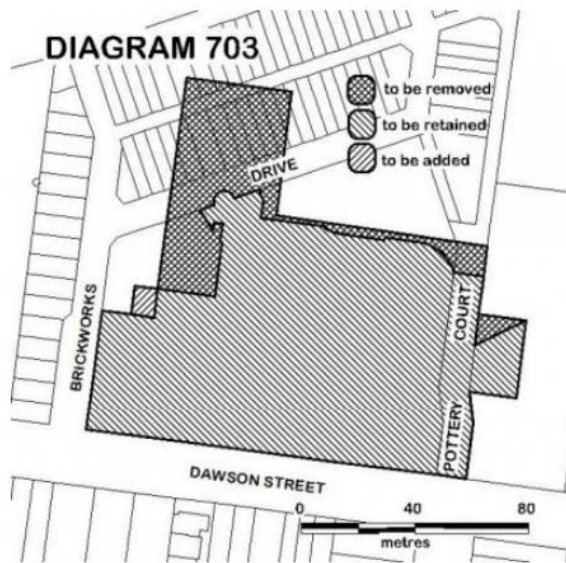 DIAGRAM 703
to be removed
to be retained
to be added
DRIVE
BRICKWORKS
COURT
POTTERY
DAWSON STREET
0 40 80
metres